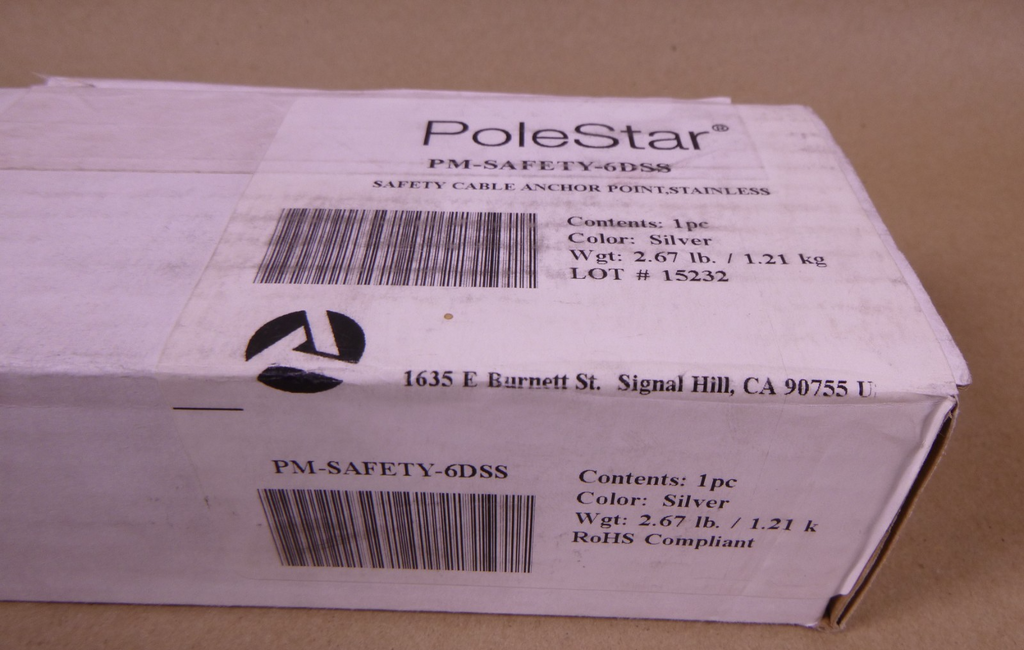 PoleStar®
PM-SAFETY-6DSS
SAFETY CABLE ANCHOR POINT,STAINLESS
Contents: 1pc
Color: Silver
Wgt: 2.67 lb. / 1.21 kg
LOT # 15232
1635 E Burnett St. Signal Hill, CA 90755 U
PM-SAFETY-6DSS
Contents: 1pc
Color: Silver
Wgt: 2.67 lb. / 1.21 k
RoHS Compliant